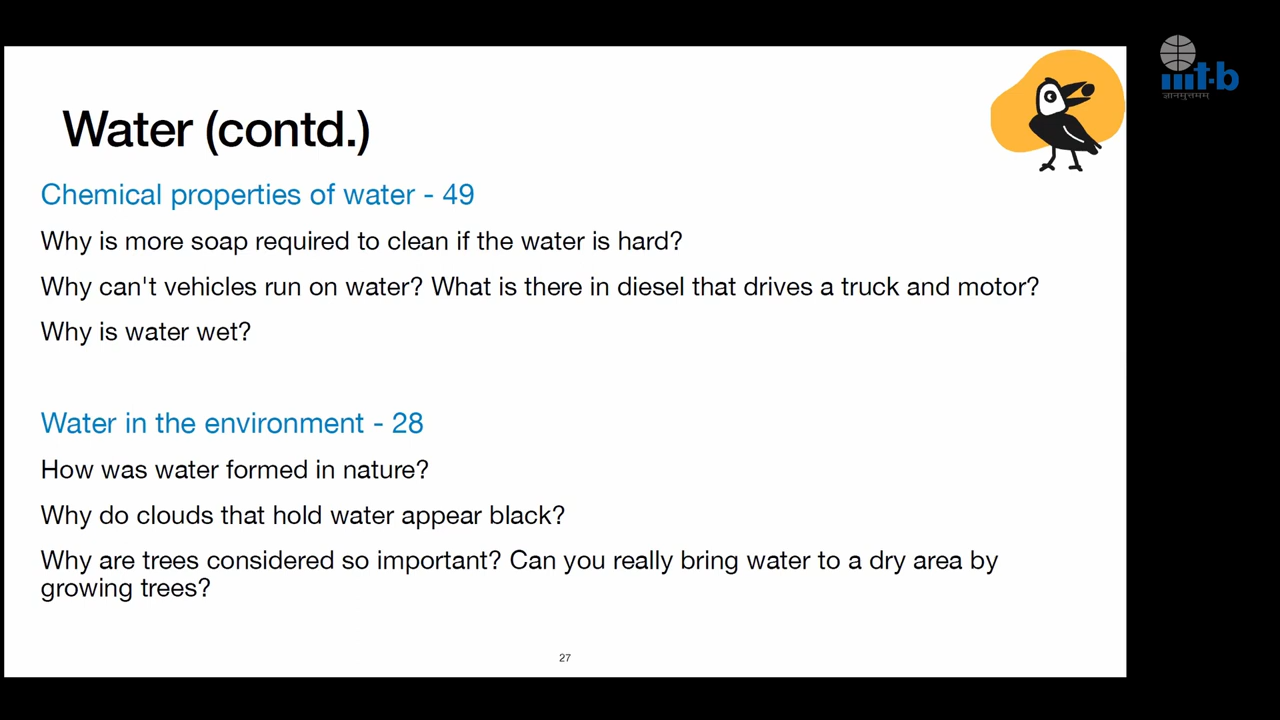 iiit-b
ज्ञानमुत्तमम्
Water (contd.)
Chemical properties of water - 49
Why is more soap required to clean if the water is hard?
Why can't vehicles run on water? What is there in diesel that drives a truck and motor?
Why is water wet?
Water in the environment - 28
How was water formed in nature?
Why do clouds that hold water appear black?
Why are trees considered so important? Can you really bring water to a dry area by
growing trees?
27